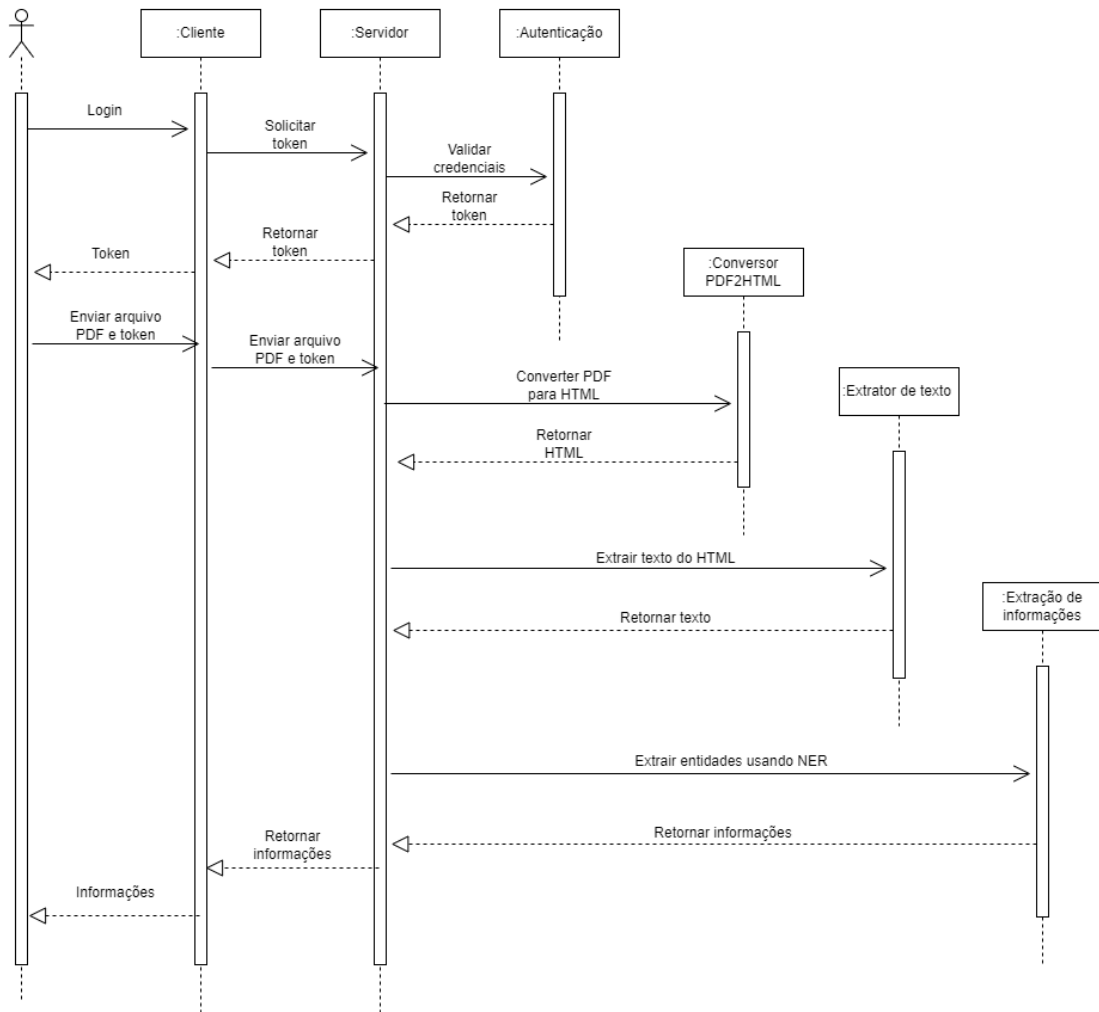 :Cliente
:Servidor
:Autenticação
Login
Solicitar
token
Validar
credenciais
Retornar
token
Retornar
token
Token
:Conversor
PDF2HTML
Enviar arquivo
PDF e token
Enviar arquivo
PDF e token
Converter PDF
para HTML
:Extrator de texto
Retornar
HTML
Extrair texto do HTML
:Extração de
informações
Retornar texto
Extrair entidades usando NER
Retornar informações
Retornar
informações
Informações